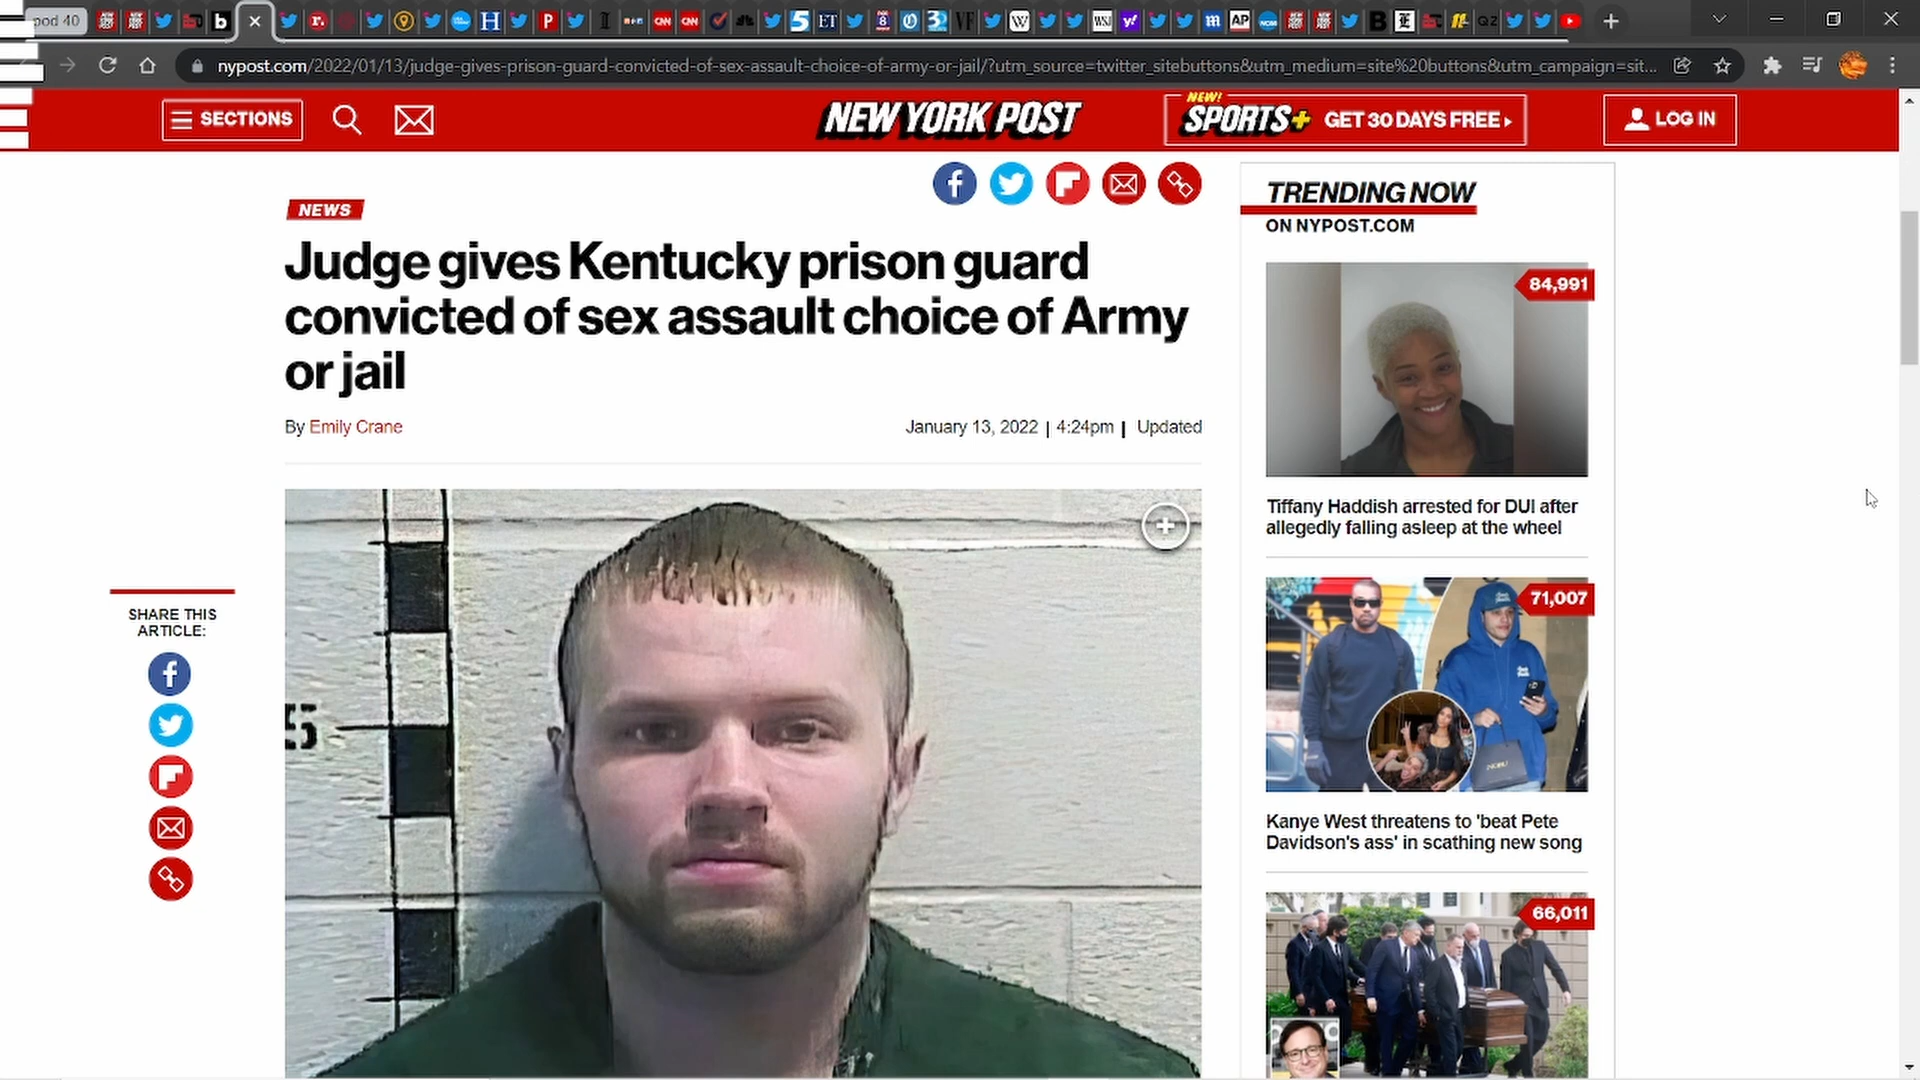 pod 40
nypost.com/2022/01/13/judge-gives-prison-guard-convicted-of-sex-assault-choice-of-army-or-jail/?utm_source=twitter_sitebuttons&utm_medium=site%20buttons&utm_campaign=sit...
SECTIONS
NEW YORK POST
NEW!
SPORTS+ GET 30 DAYS FREE
LOG IN
NEWS
Judge gives Kentucky prison guard
convicted of sex assault choice of Army
or jail
By Emily Crane
January 13, 2022 | 4:24pm | Updated
SHARE THIS
ARTICLE:
TRENDING NOW
ON NYPOST.COM
84,991
Tiffany Haddish arrested for DUI after
allegedly falling asleep at the wheel
71,007
Kanye West threatens to 'beat Pete
Davidson's ass' in scathing new song
66,011